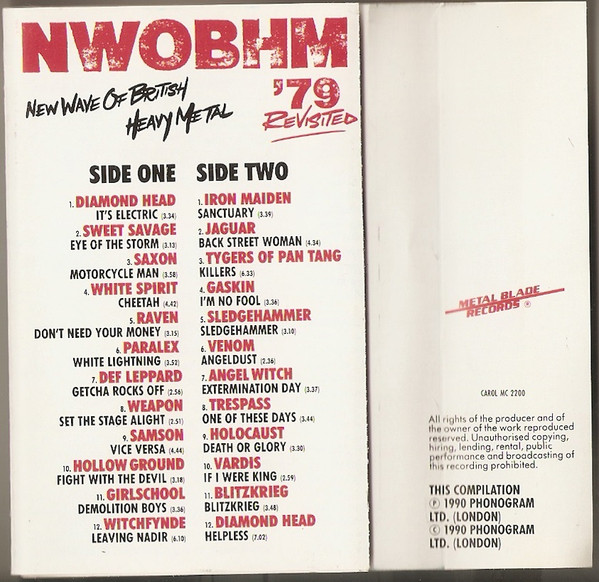 NWOBHM
NEW WAVE OF BRITISH
HEAVY METAL
'79
REVISITED
SIDE ONE
1. DIAMOND HEAD
IT'S ELECTRIC (3.34)
2. SWEET SAVAGE
EYE OF THE STORM (3.13)
3. SAXON
MOTORCYCLE MAN (3.58)
4. WHITE SPIRIT
CHEETAH (4.42)
5. RAVEN
DON'T NEED YOUR MONEY (3.15)
6. PARALEX
WHITE LIGHTNING (3.52)
7. DEF LEPPARD
GETCHA ROCKS OFF (2.56)
8. WEAPON
SET THE STAGE ALIGHT (2.51)
9. SAMSON
VICE VERSA (4.44)
10. HOLLOW GROUND
FIGHT WITH THE DEVIL (3.18)
11. GIRLSCHOOL
DEMOLITION BOYS (3.36)
12. WITCHFYNDE
LEAVING NADIR (6.10)
SIDE TWO
1. IRON MAIDEN
SANCTUARY (3.39)
2. JAGUAR
BACK STREET WOMAN (4.34)
3. TYGERS OF PAN TANG
KILLERS (6.33)
4. GASKIN
I'M NO FOOL (3.36)
5. SLEDGEHAMMER
SLEDGEHAMMER (3.10)
6. VENOM
ANGELDUST (2.36)
7. ANGEL WITCH
EXTERMINATION DAY (3.37)
8. TRESPASS
ONE OF THESE DAYS (3.44)
9. HOLOCAUST
DEATH OR GLORY (3.30)
10. VARDIS
IF I WERE KING (2.59)
11. BLITZKRIEG
BLITZKRIEG (3.48)
12. DIAMOND HEAD
HELPLESS (7.02)
METAL BLADE
RECORDS ®
CAROL MC 2200
All rights of the producer and of
the owner of the work reproduced
reserved. Unauthorised copying,
hiring, lending, rental, public
performance and broadcasting of
this recording prohibited.
THIS COMPILATION
℗ 1990 PHONOGRAM
LTD. (LONDON)
© 1990 PHONOGRAM
LTD. (LONDON)